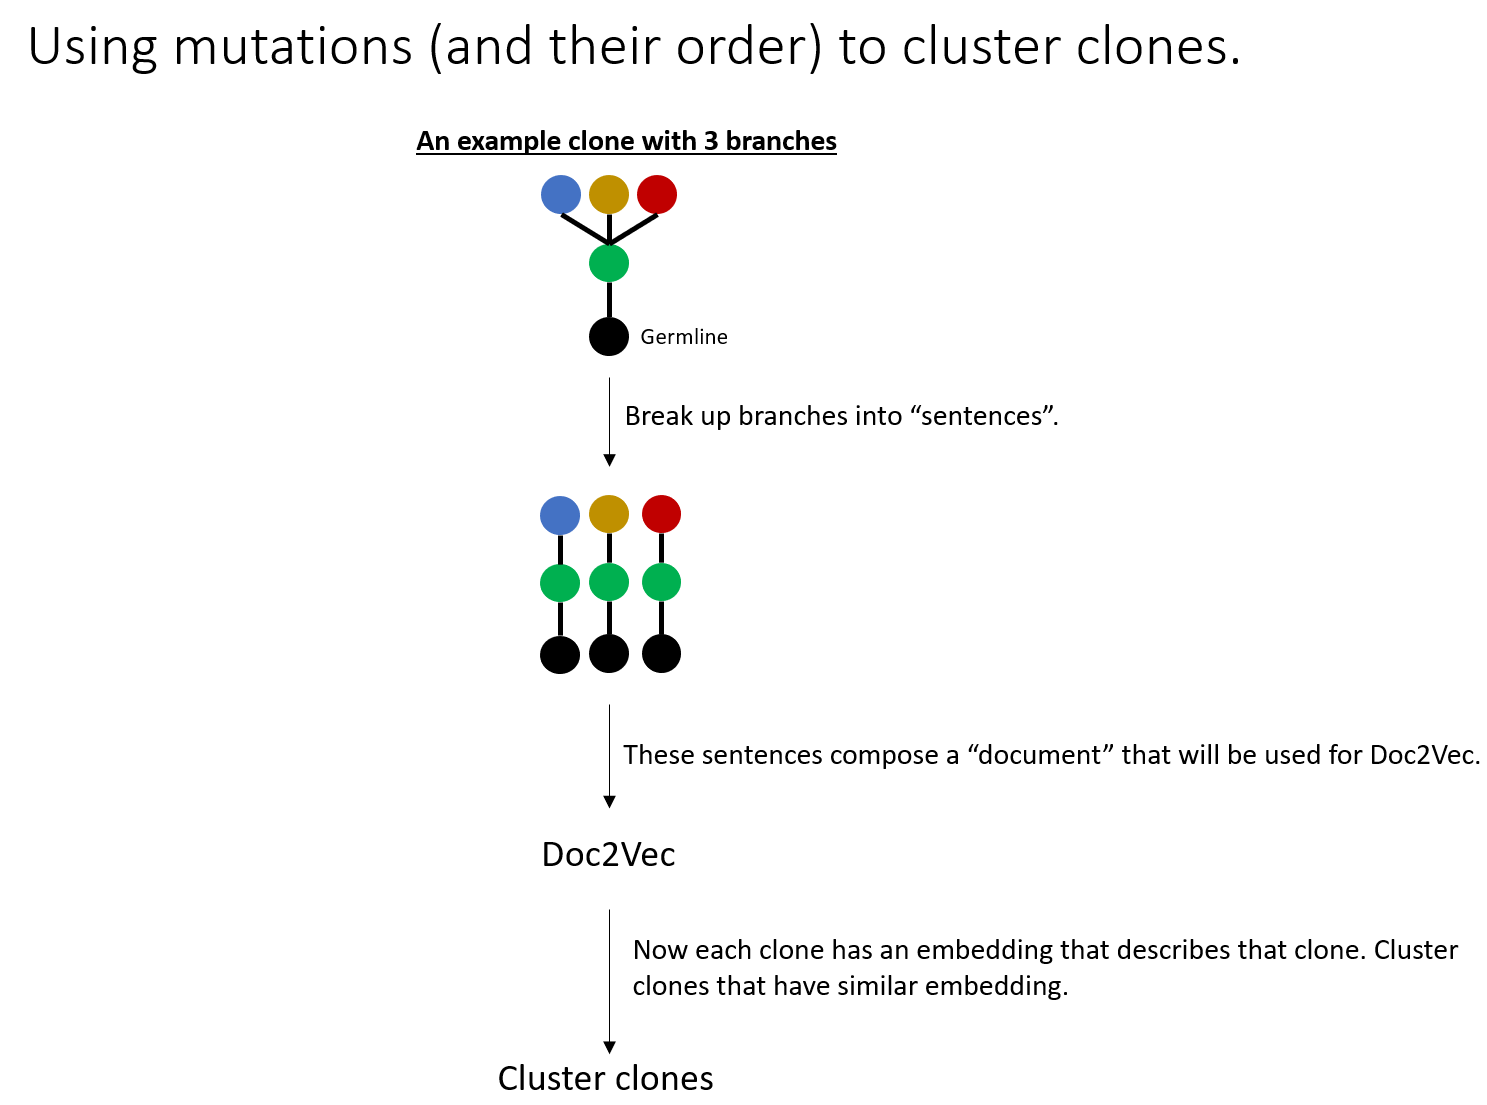 Using mutations (and their order) to cluster clones.
An example clone with 3 branches
Germline
Break up branches into “sentences”.
These sentences compose a “document” that will be used for Doc2Vec.
Doc2Vec
Now each clone has an embedding that describes that clone. Cluster
clones that have similar embedding.
Cluster clones